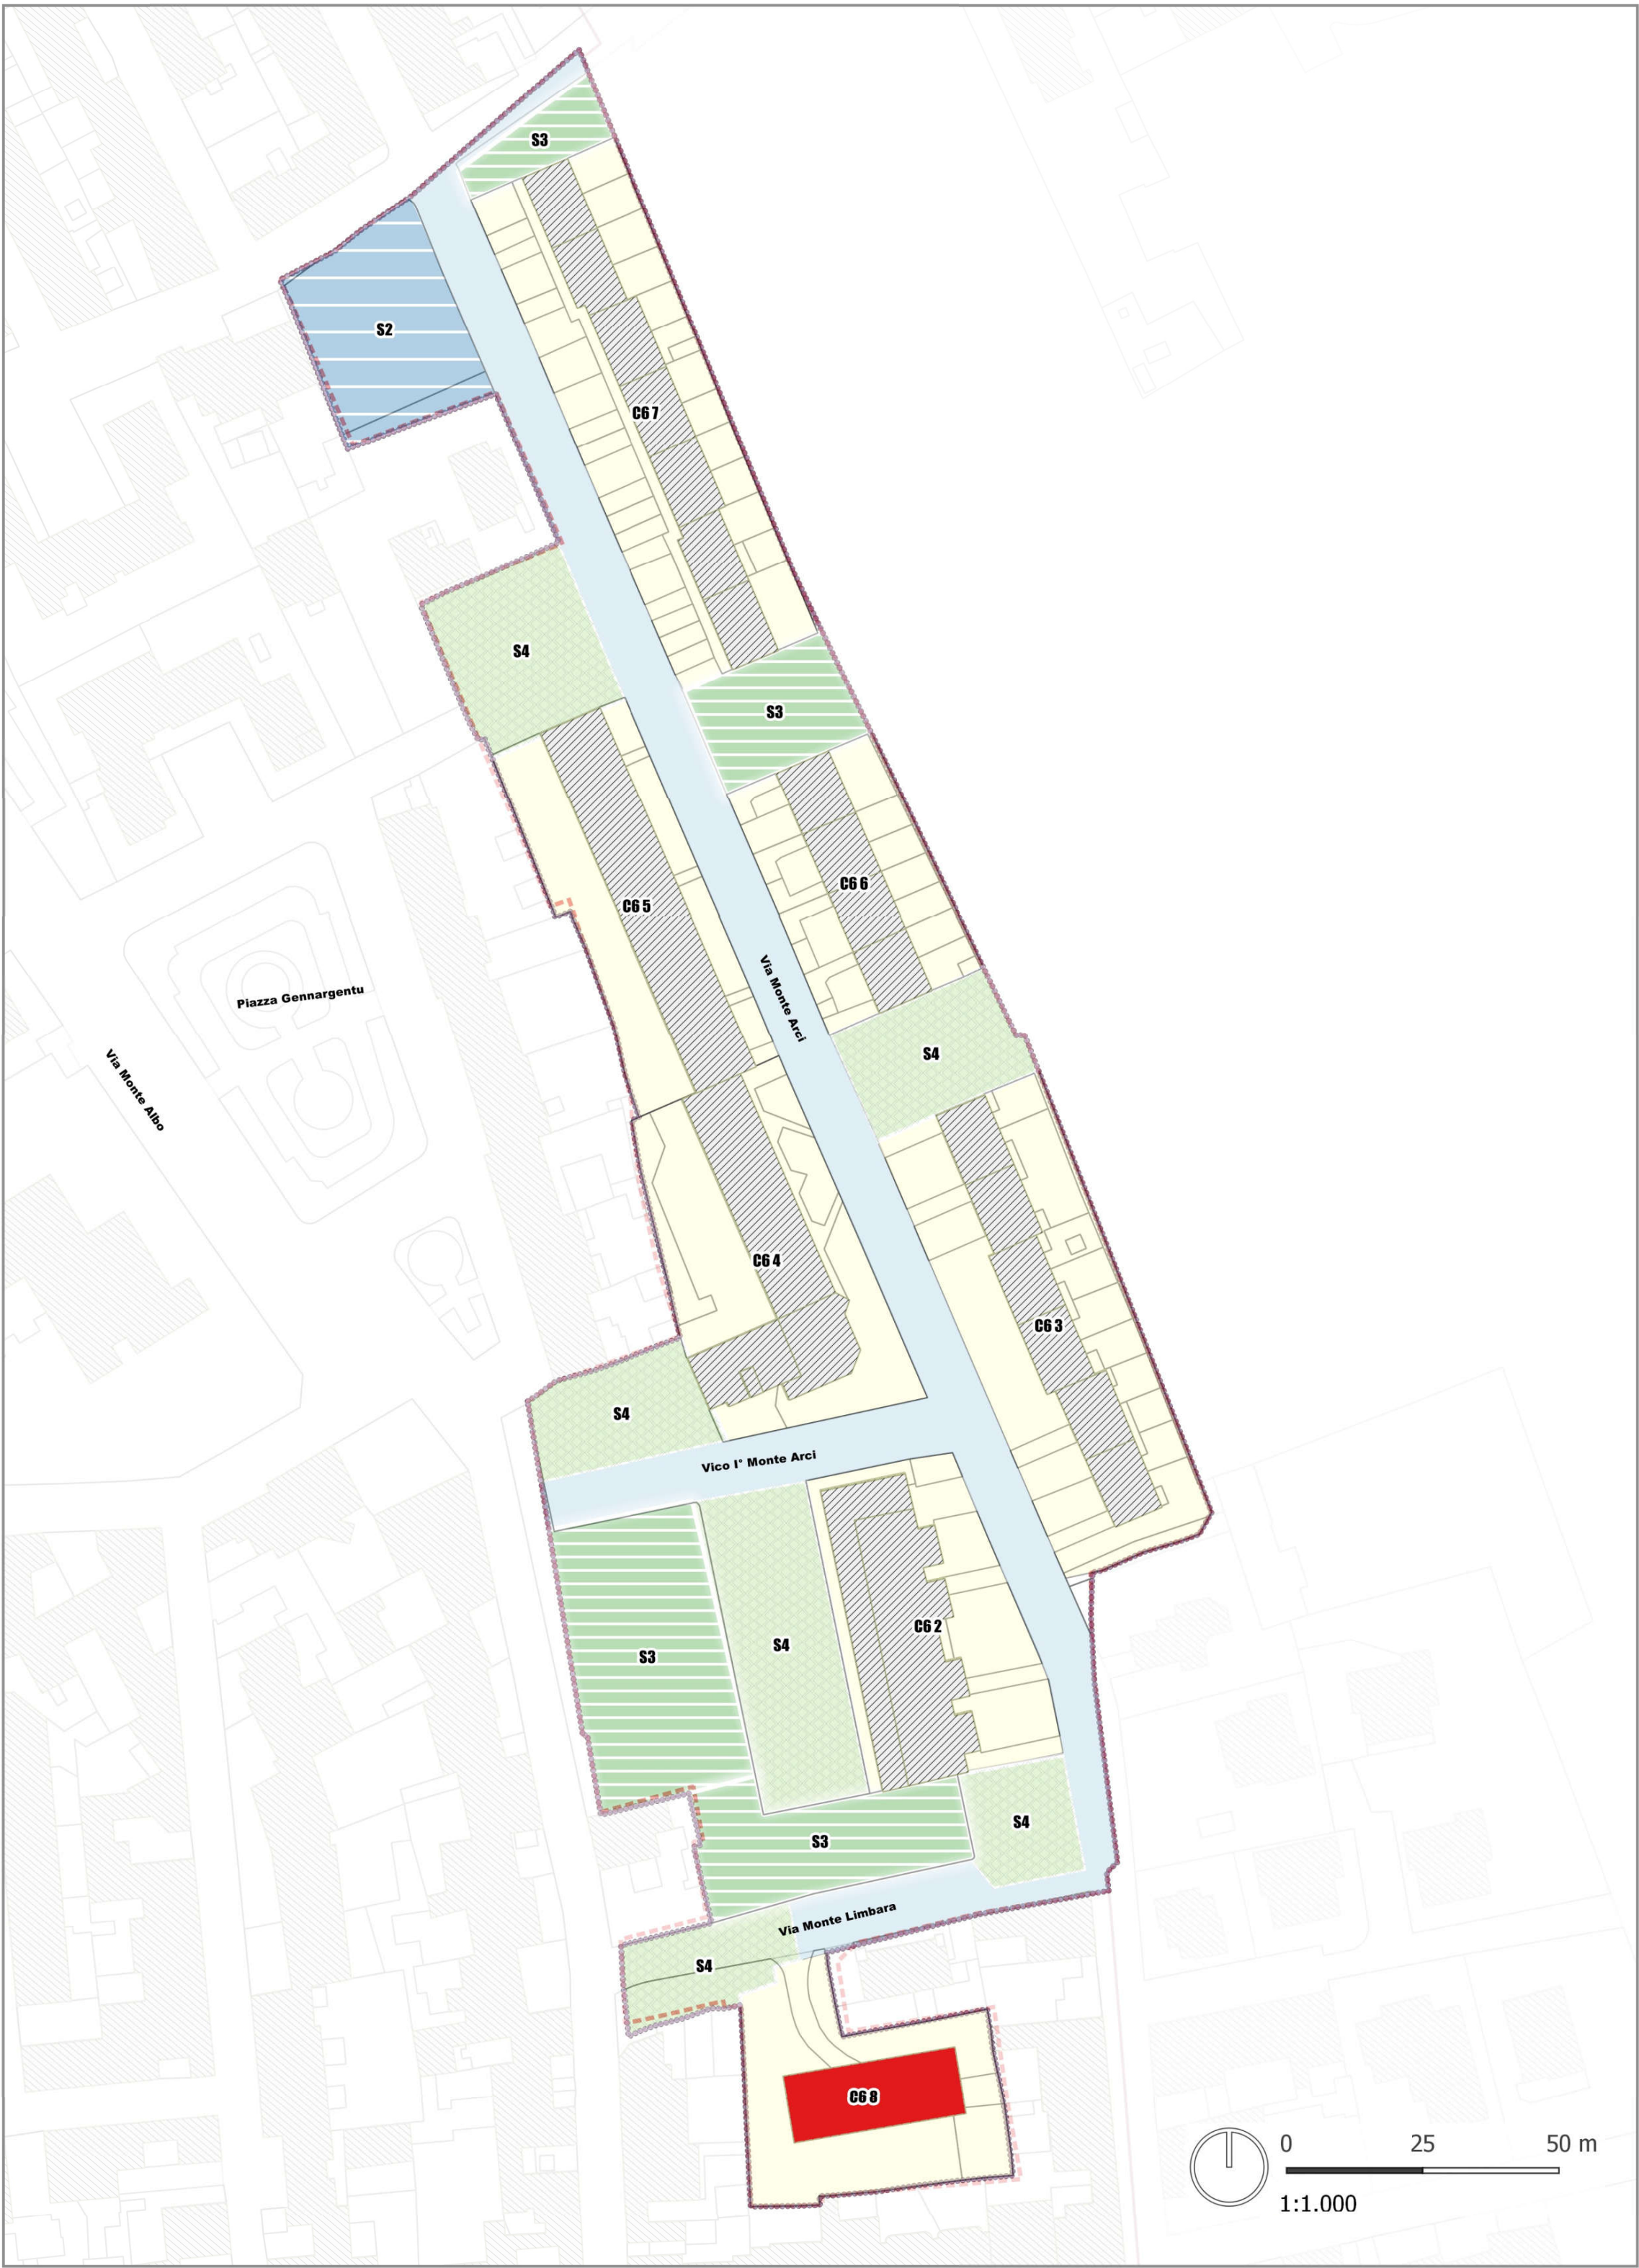 S3
S2
C6 7
S4
S3
C6 6
C6 5
Via Monte Arci
Piazza Gennargentu
S4
Via Monte Albo
C6 4
C6 3
S4
Vico I° Monte Arci
C6 2
S4
S3
S4
S3
Via Monte Limbara
S4
C6 8
0 25 50 m
1:1.000